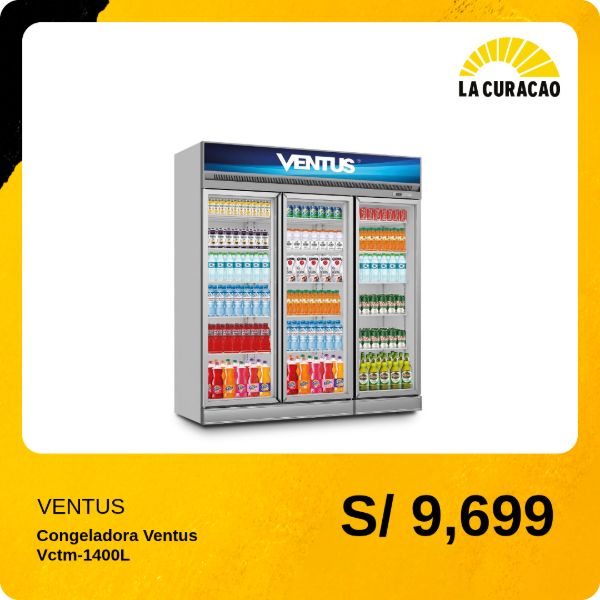 LA CURACAO
VENTUS
VENTUS
Congeladora Ventus
Vctm-1400L
S/ 9,699